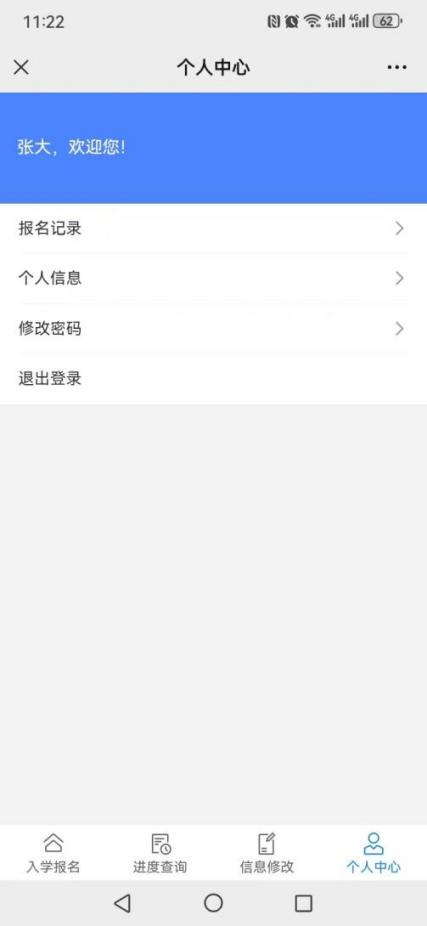 11:22
4G 4G 62
个人中心
张大，欢迎您!
报名记录
个人信息
修改密码
退出登录
入学报名 进度查询 信息修改 个人中心